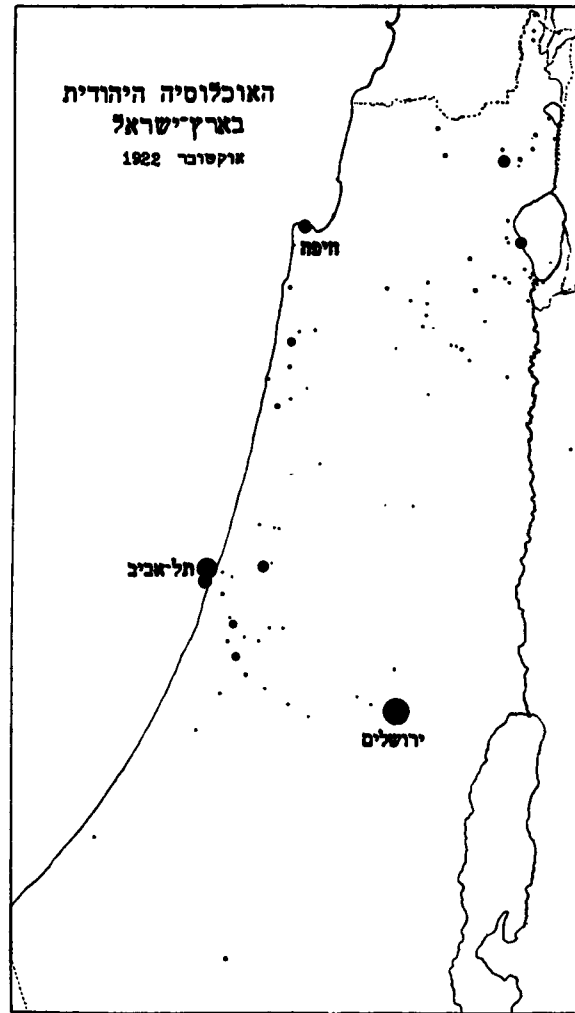 האוכלוסיה היהודית
בארץ־ישראל
אוקטובר 1922
חיפה
תל־אביב
ירושלים